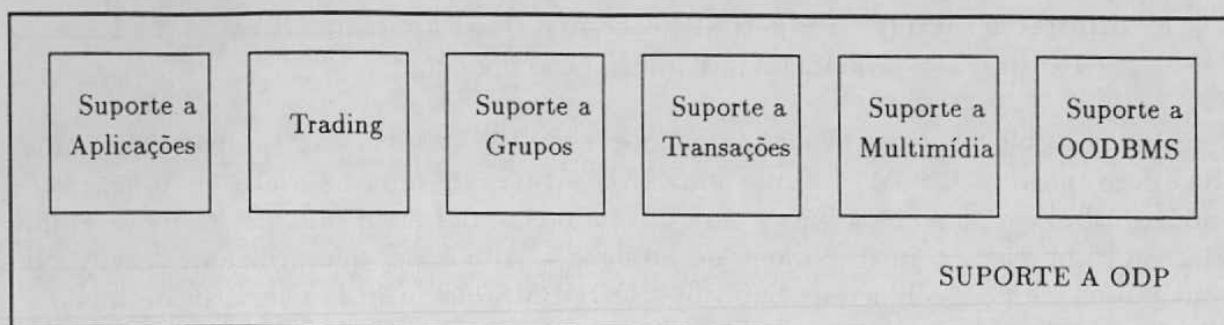 Suporte a
Aplicações
Trading
Suporte a
Grupos
Suporte a
Transações
Suporte a
Multimídia
Suporte a
OODBMS
SUPORTE A ODP